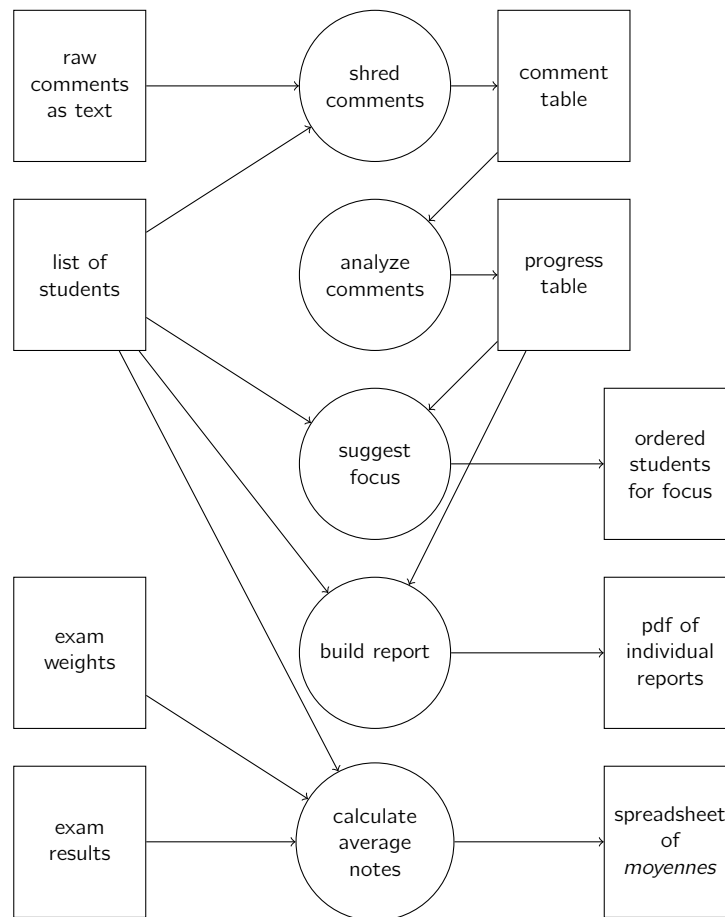 raw
comments
as text
shred
comments
comment
table
list of
students
analyze
comments
progress
table
suggest
focus
ordered
students
for focus
exam
weights
build report
pdf of
individual
reports
exam
results
calculate
average
notes
spreadsheet
of
moyennes